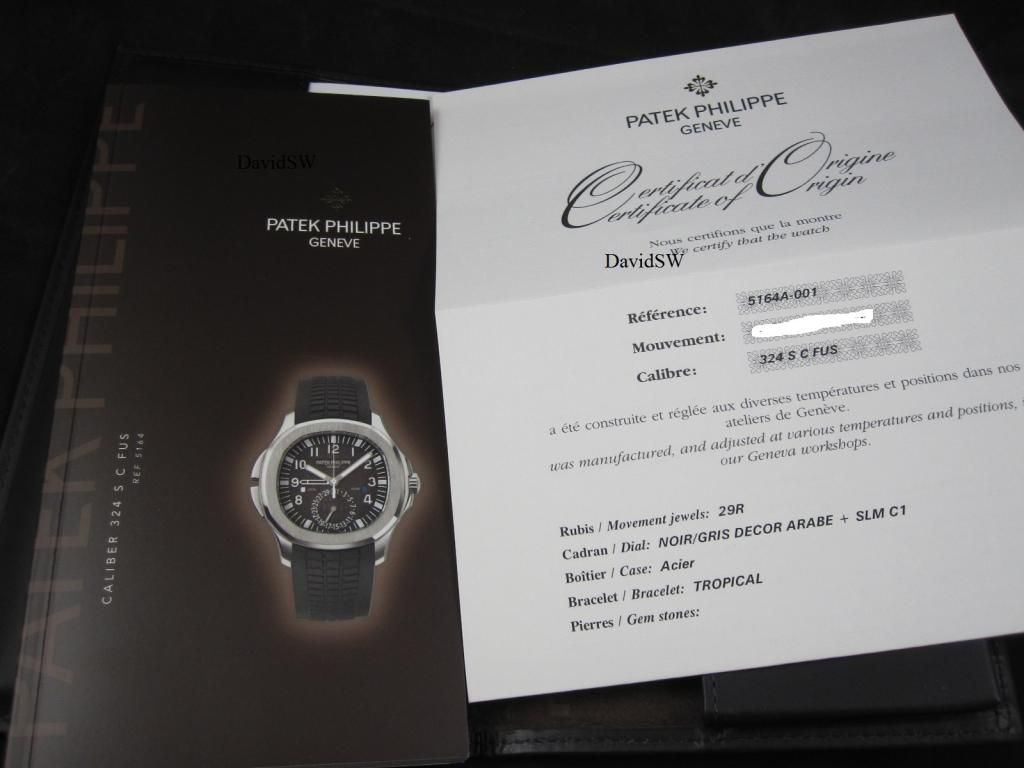 PATEK PHILIPPE
DavidSW
PATEK PHILIPPE
GENEVE
CALIBER 324 S C FUS
REF. 5164
PATEK PHILIPPE
GENEVE
Certificat d'Origine
Certificate of Origin
Nous certifions que la montre
We certify that the watch
DavidSW
Référence: 5164A-001
Mouvement:
Calibre: 324 S C FUS
a été construite et réglée aux diverses températures et positions dans nos
ateliers de Genève.
was manufactured, and adjusted at various temperatures and positions,
our Geneva workshops.
Rubis / Movement jewels: 29R
Cadran / Dial: NOIR/GRIS DECOR ARABE + SLM C1
Boîtier / Case: Acier
Bracelet / Bracelet: TROPICAL
Pierres / Gem stones: